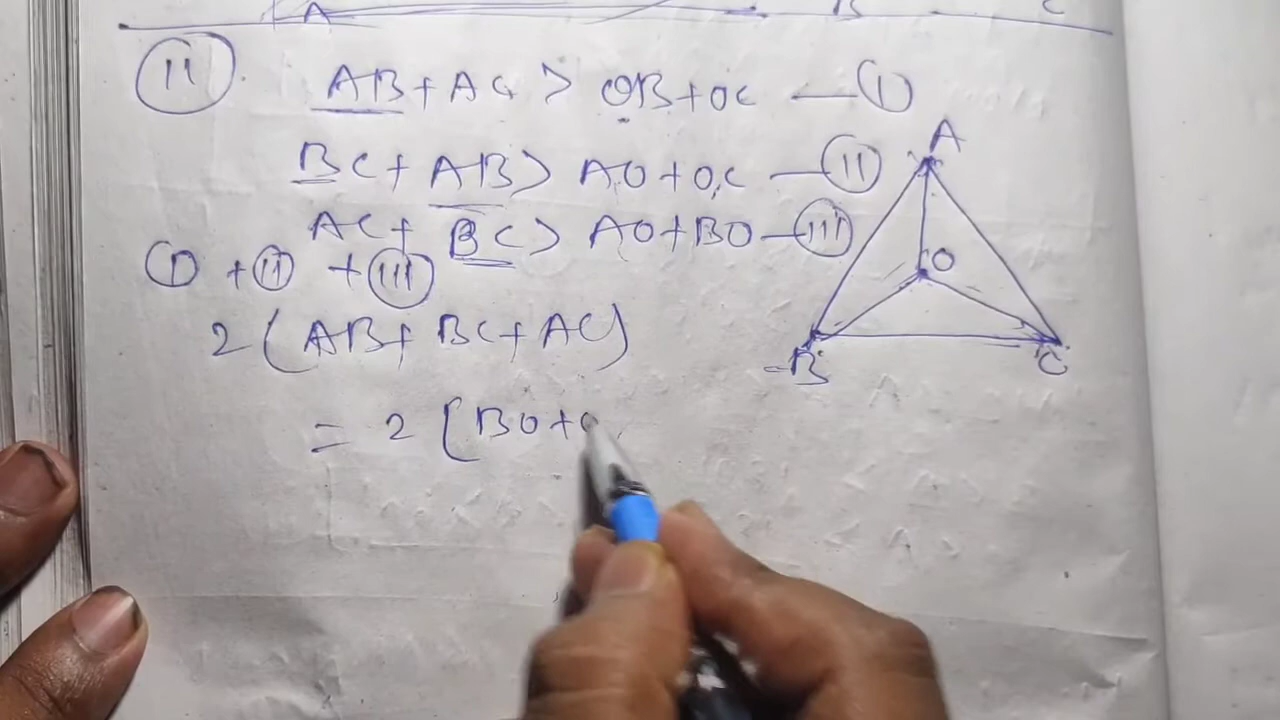 A B C
(11) AB+AC > OB+OC —(I)
BC+AB > AO+OC —(II)
AC+BC > AO+BO —(III)
(I)+(II)+(III)
2(AB+BC+AC)
= 2[BO+
A
O
B C